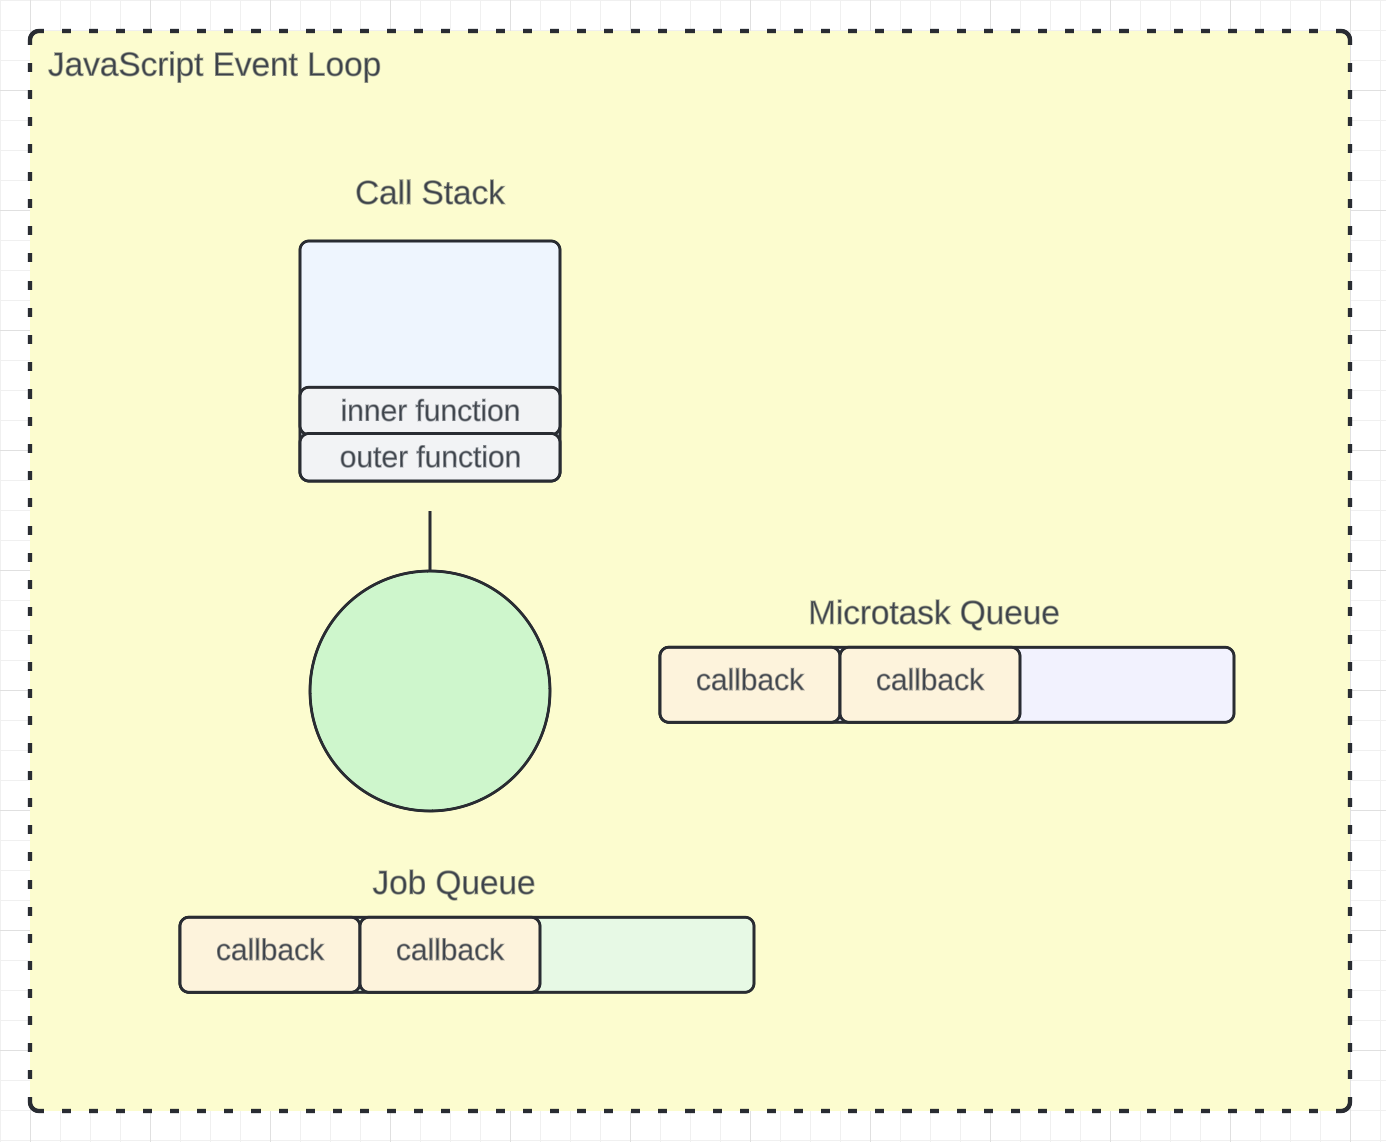 JavaScript Event Loop
Call Stack
inner function
outer function
Microtask Queue
callback callback
Job Queue
callback callback